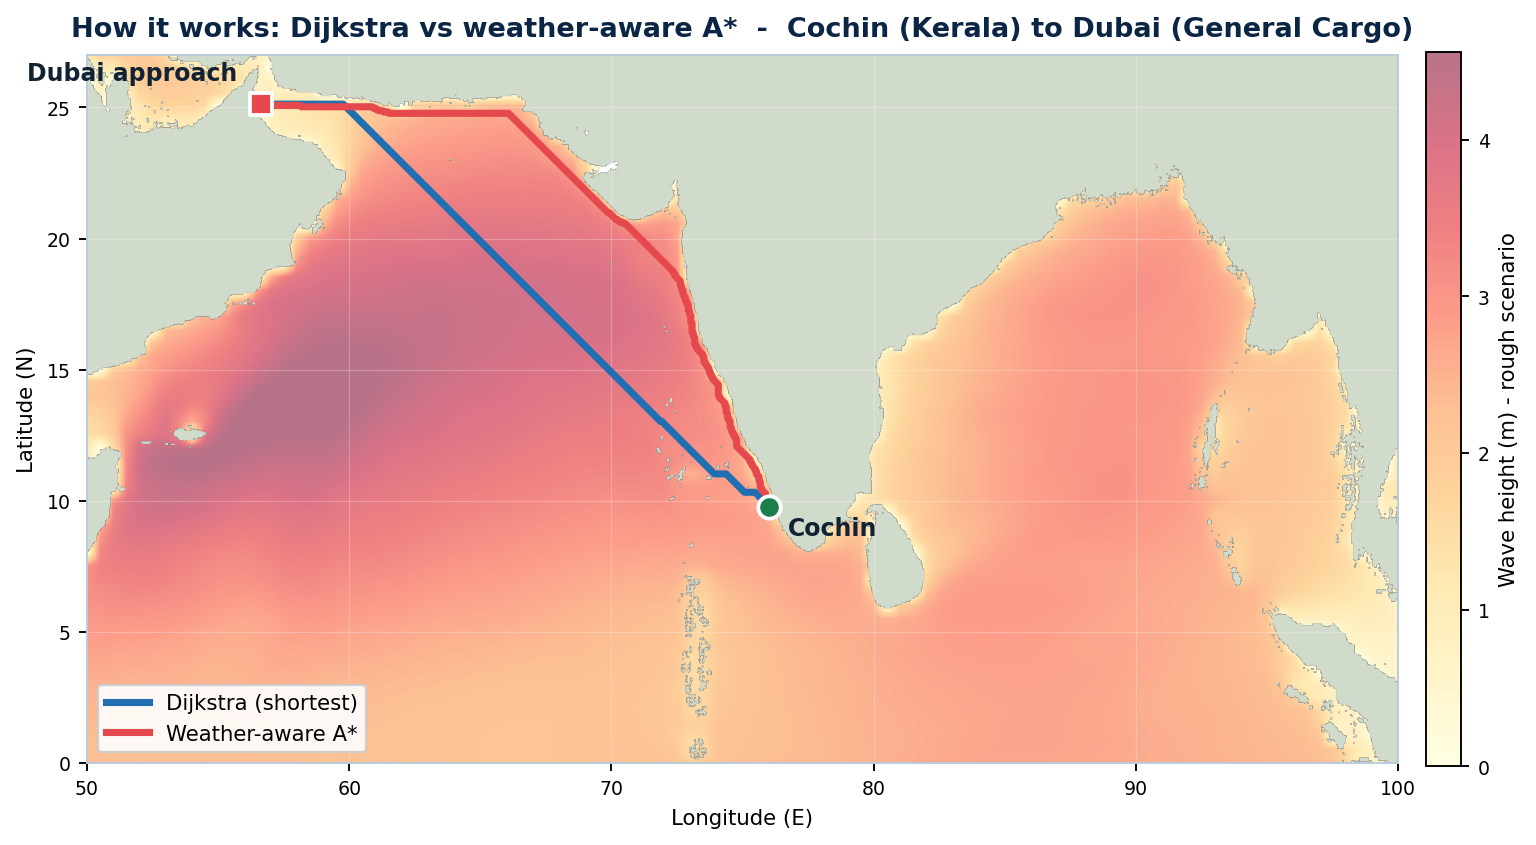 How it works: Dijkstra vs weather-aware A*  -  Cochin (Kerala) to Dubai (General Cargo)
Dubai approach
Cochin
Dijkstra (shortest)
Weather-aware A*
Latitude (N)
25
20
15
10
5
0
50
60
70
80
90
100
Longitude (E)
4
3
2
1
0
Wave height (m) - rough scenario